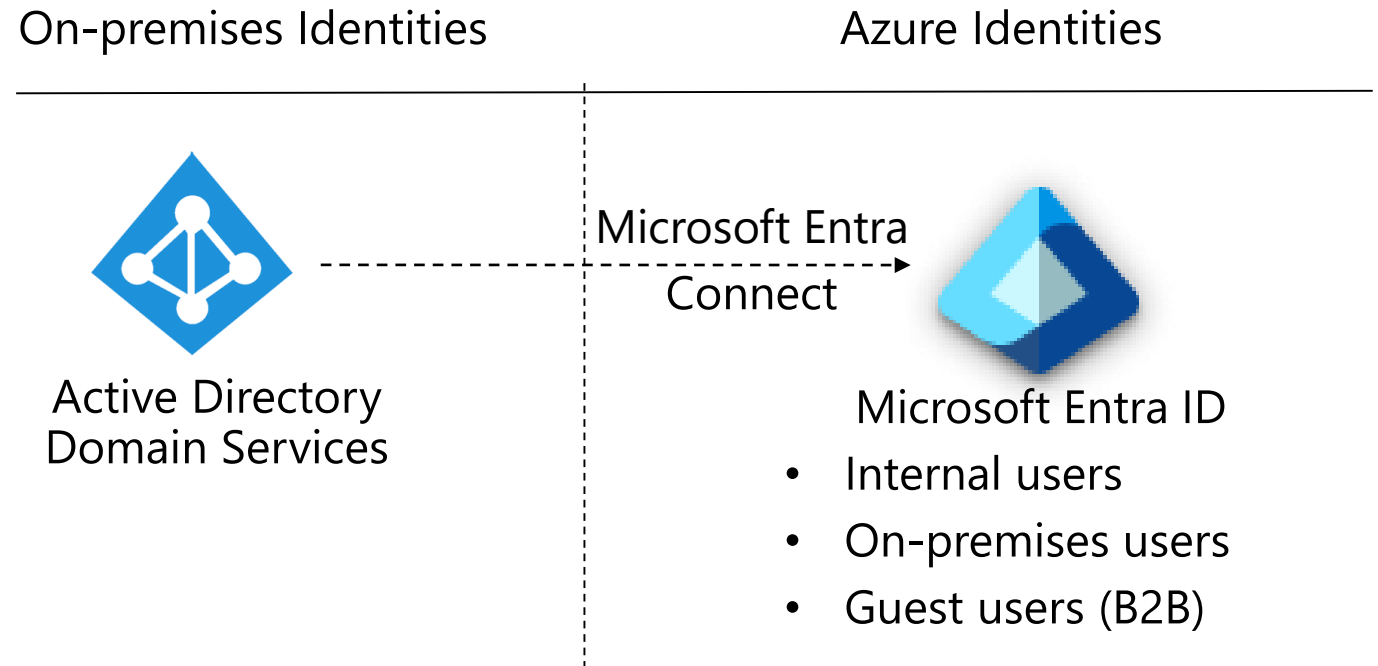 On-premises Identities
Azure Identities
Microsoft Entra
Connect
Active Directory
Domain Services
Microsoft Entra ID
• Internal users
• On-premises users
• Guest users (B2B)